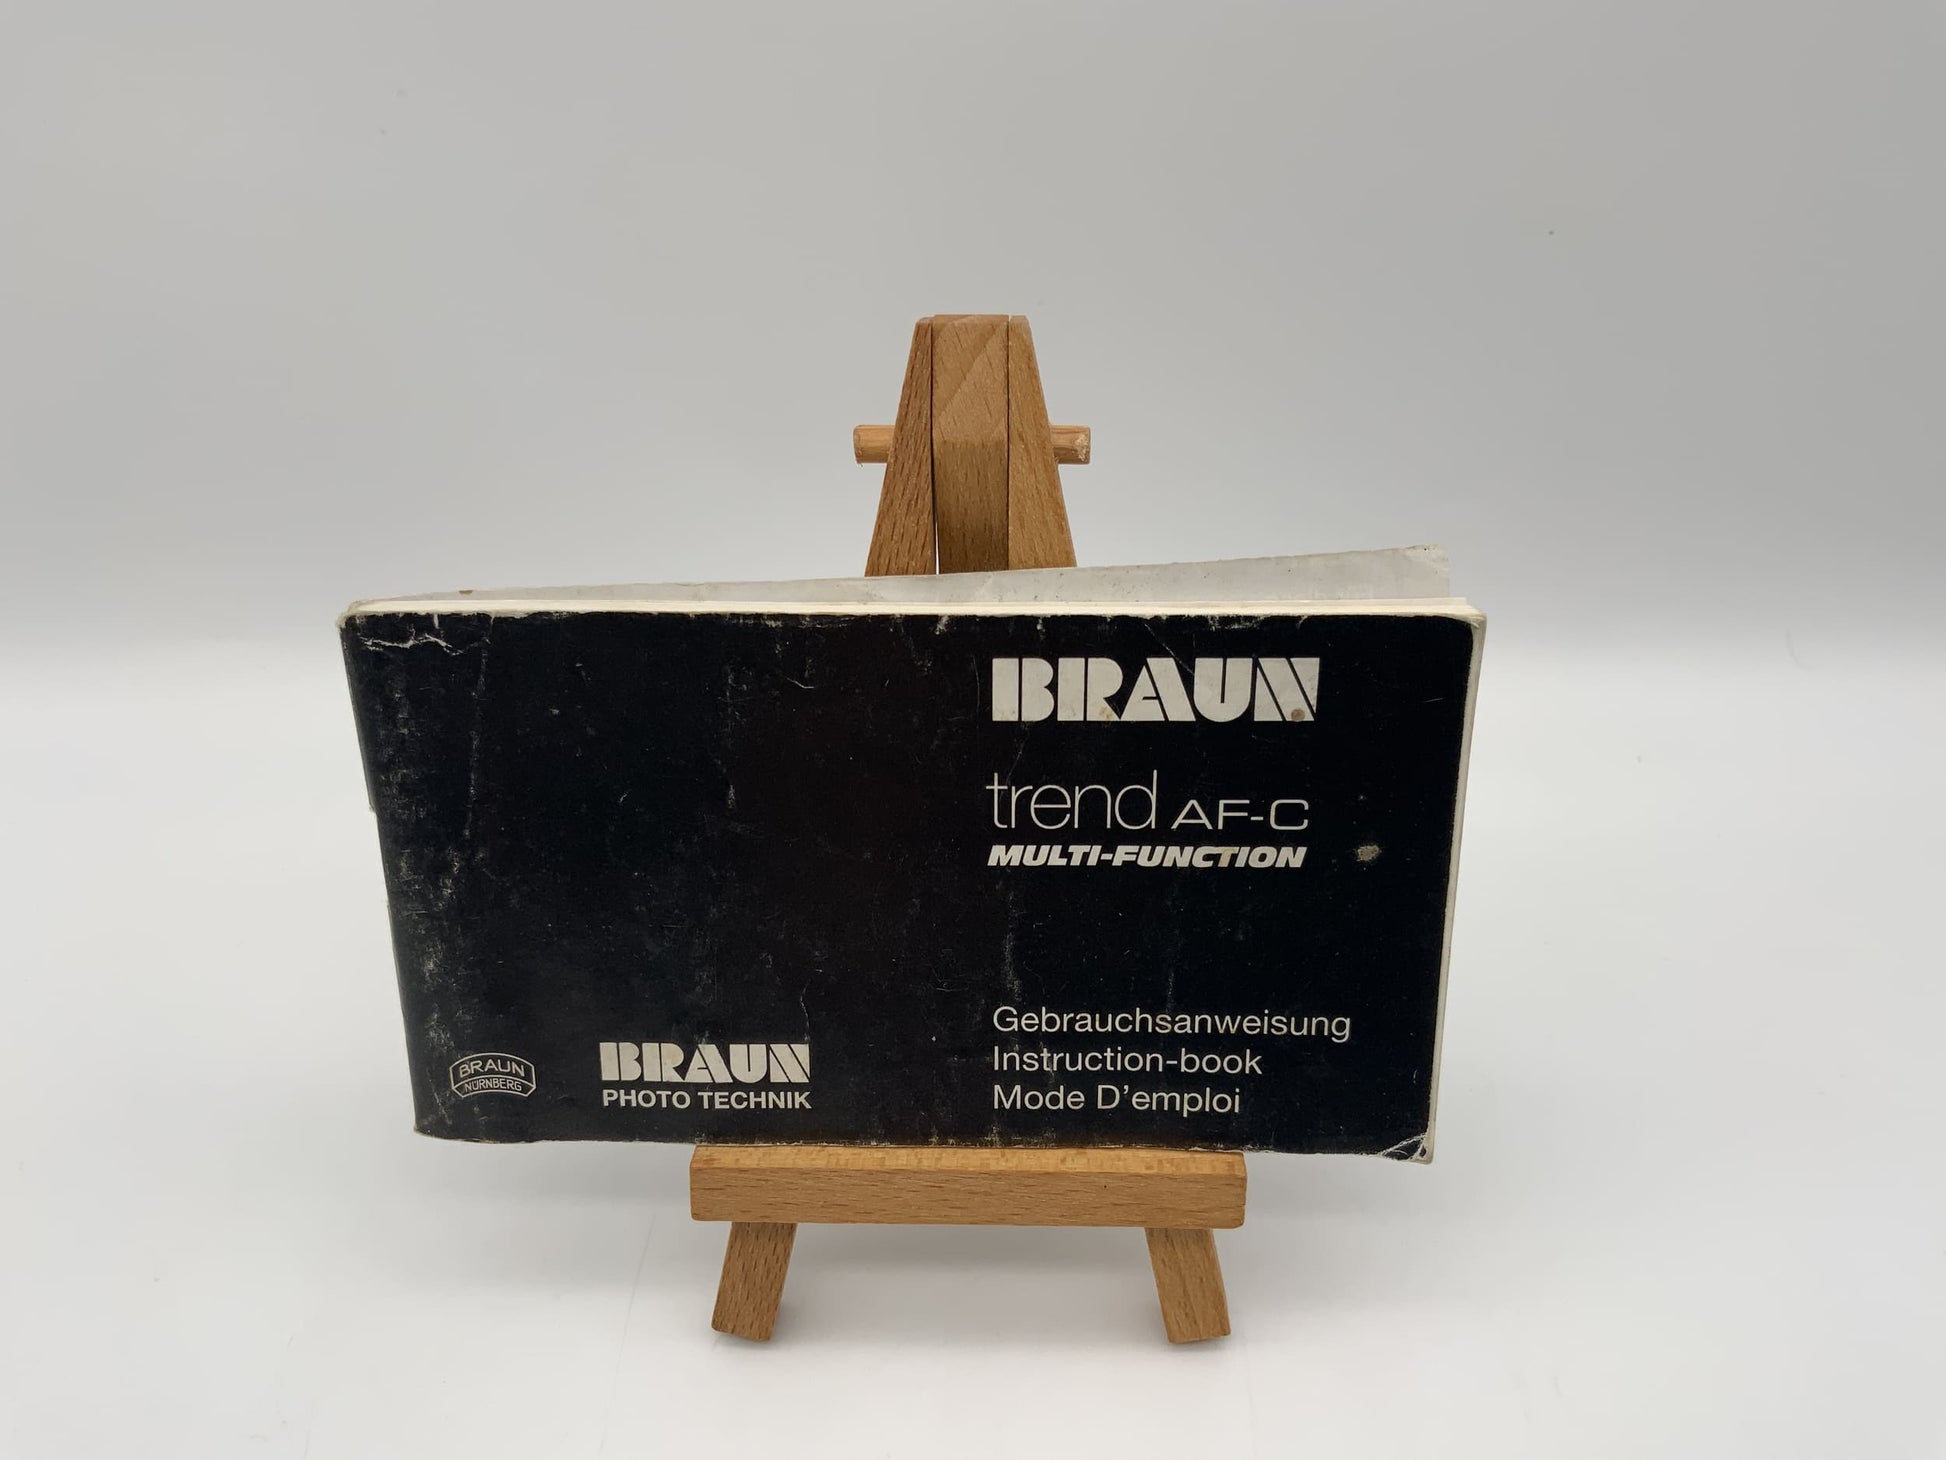 BRAUN
trend AF-C
MULTI-FUNCTION
Gebrauchsanweisung
Instruction-book
Mode D'emploi
BRAUN
NÜRNBERG
BRAUN
PHOTO TECHNIK